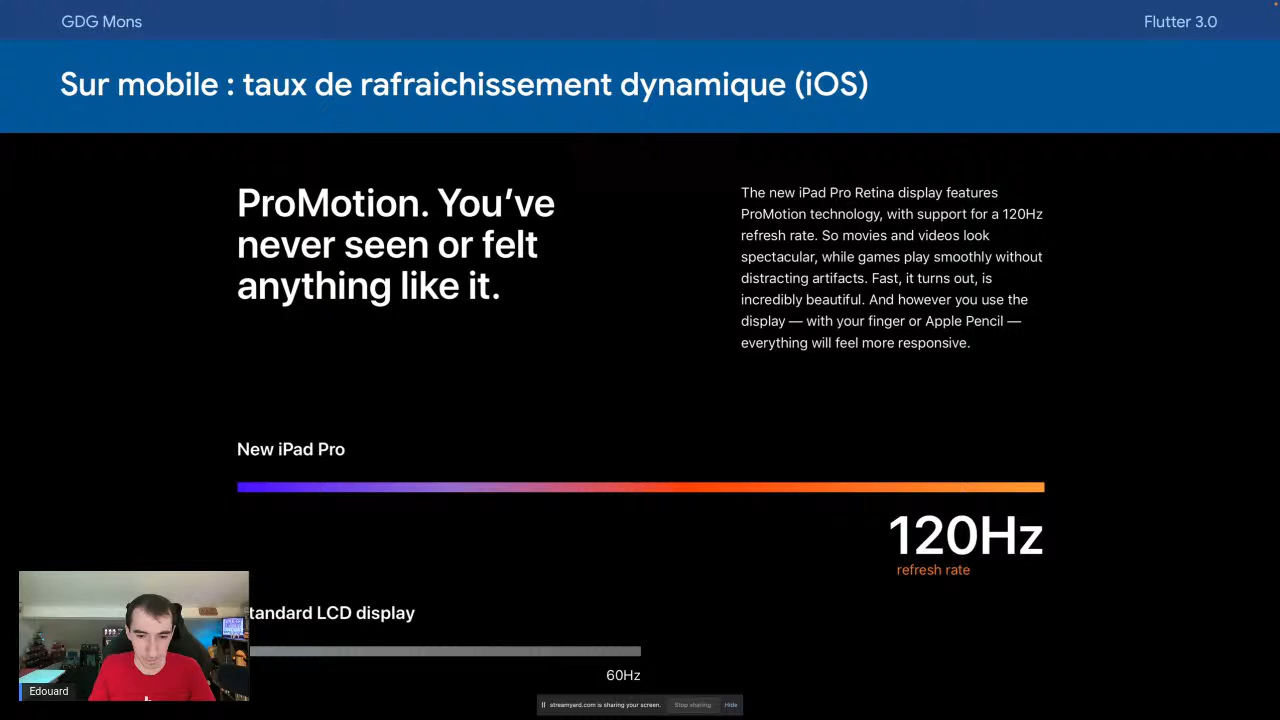 GDG Mons
Flutter 3.0
Sur mobile : taux de rafraichissement dynamique (iOS)
ProMotion. You’ve
never seen or felt
anything like it.
The new iPad Pro Retina display features
ProMotion technology, with support for a 120Hz
refresh rate. So movies and videos look
spectacular, while games play smoothly without
distracting artifacts. Fast, it turns out, is
incredibly beautiful. And however you use the
display — with your finger or Apple Pencil —
everything will feel more responsive.
New iPad Pro
120Hz
refresh rate
tandard LCD display
60Hz
Edouard
streamyard.com is sharing your screen.
Stop sharing
Hide